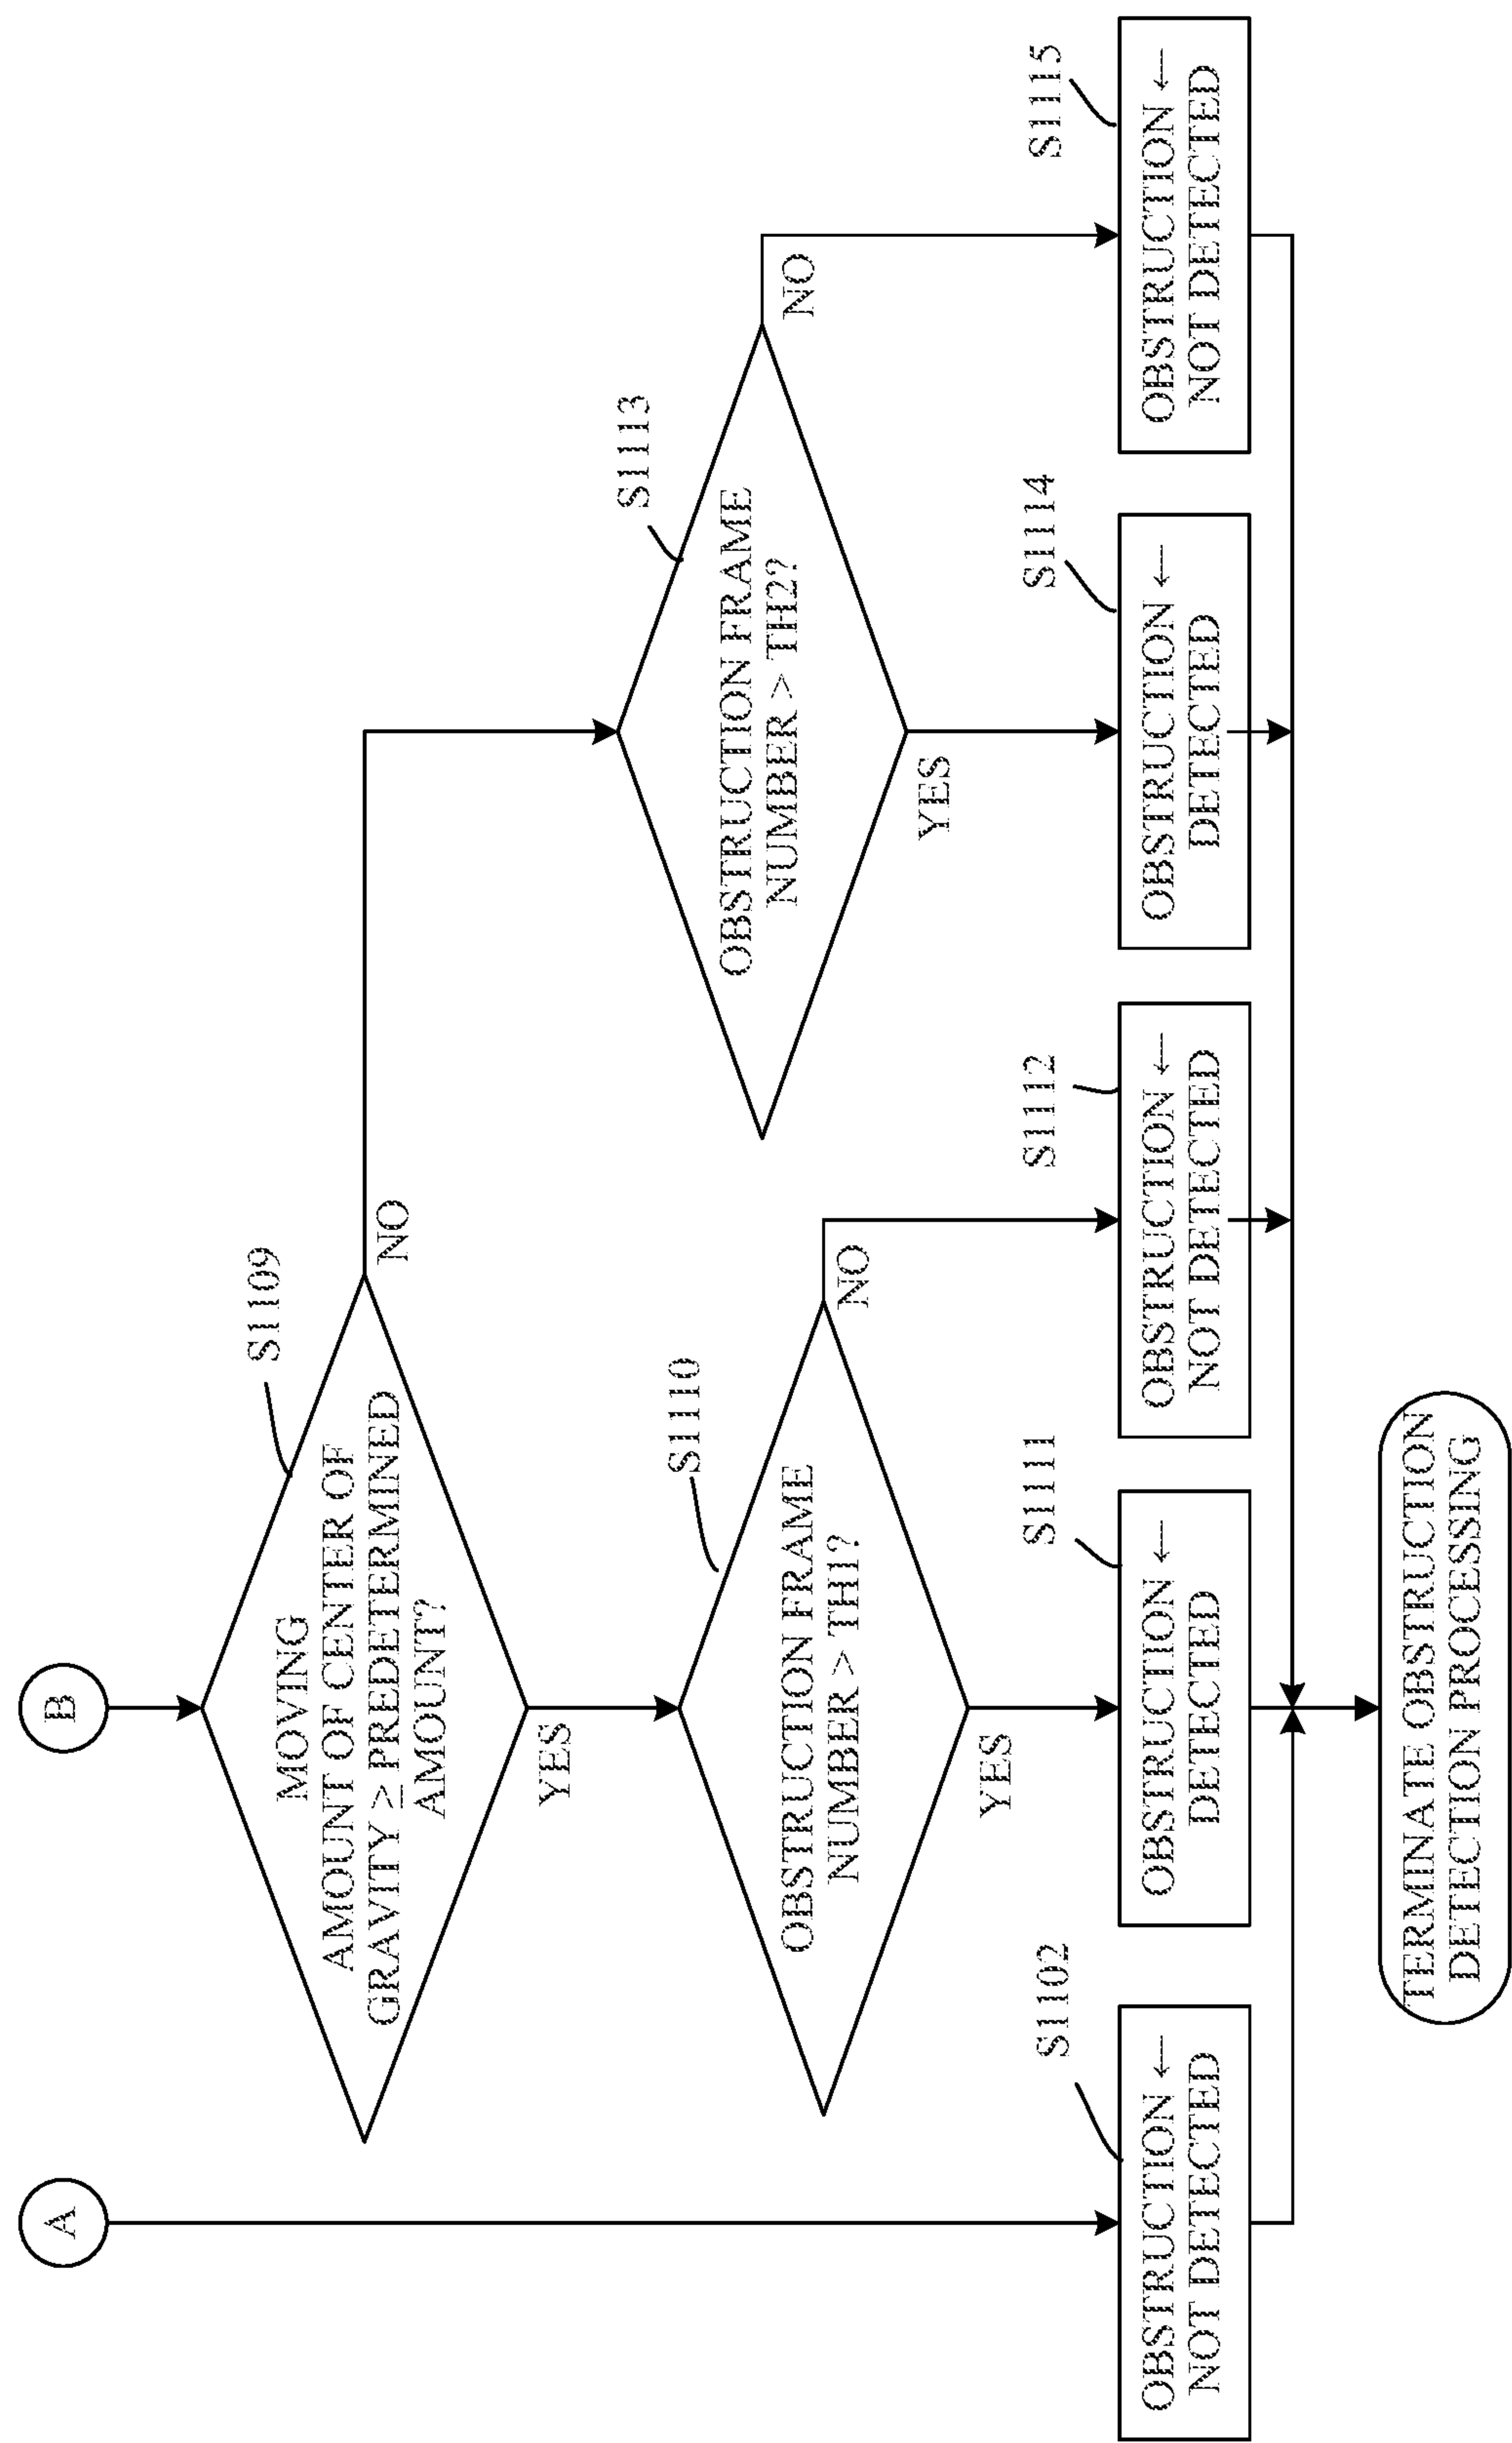 A
B
S1109
MOVING
AMOUNT OF CENTER OF
GRAVITY ≥ PREDETERMINED
AMOUNT?
NO
YES
S1110
OBSTRUCTION FRAME
NUMBER > TH1?
NO
YES
S1113
OBSTRUCTION FRAME
NUMBER > TH2?
NO
YES
S1102
OBSTRUCTION ←
NOT DETECTED
S1111
OBSTRUCTION ←
DETECTED
S1112
OBSTRUCTION ←
NOT DETECTED
S1114
OBSTRUCTION ←
DETECTED
S1115
OBSTRUCTION ←
NOT DETECTED
TERMINATE OBSTRUCTION
DETECTION PROCESSING